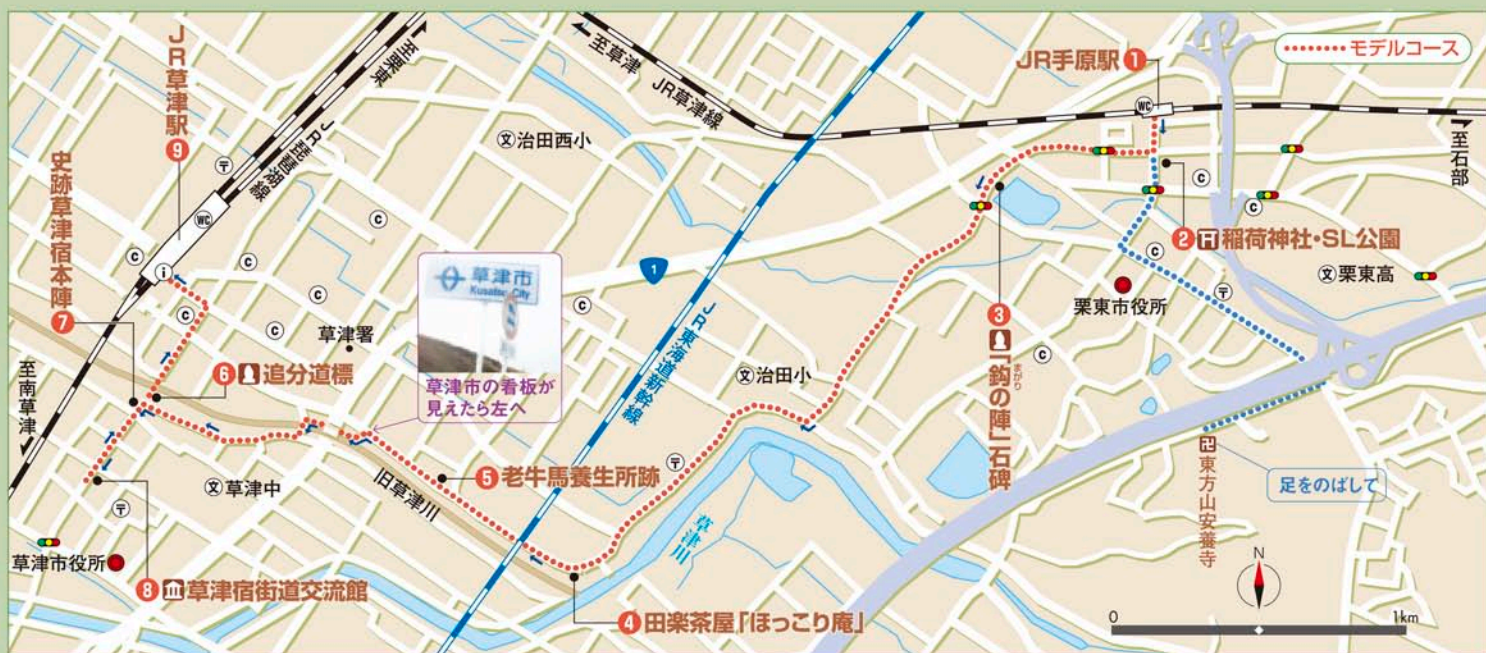 モデルコース
JR手原駅 1
WC
至草津
JR草津線
至石部
至栗東
JR琵琶湖線
JR草津駅 9
WC
i
〒
文 治田西小
1
JR東海道新幹線
2 稲荷神社・SL公園
文 栗東高
栗東市役所
〒
3 「鈎の陣」石碑
まがり
史跡草津宿本陣 7
6 追分道標
草津署
草津市
Kusatsu City
草津市の看板が
見えたら左へ
文 治田小
〒
5 老牛馬養生所跡
旧草津川
草津川
4 田楽茶屋「ほっこり庵」
卍 東方山安養寺
足をのばして
至南草津
文 草津中
〒
草津市役所
8 草津宿街道交流館
C
C
C
C
C
C
C
C
C
C
C
N
0
1km